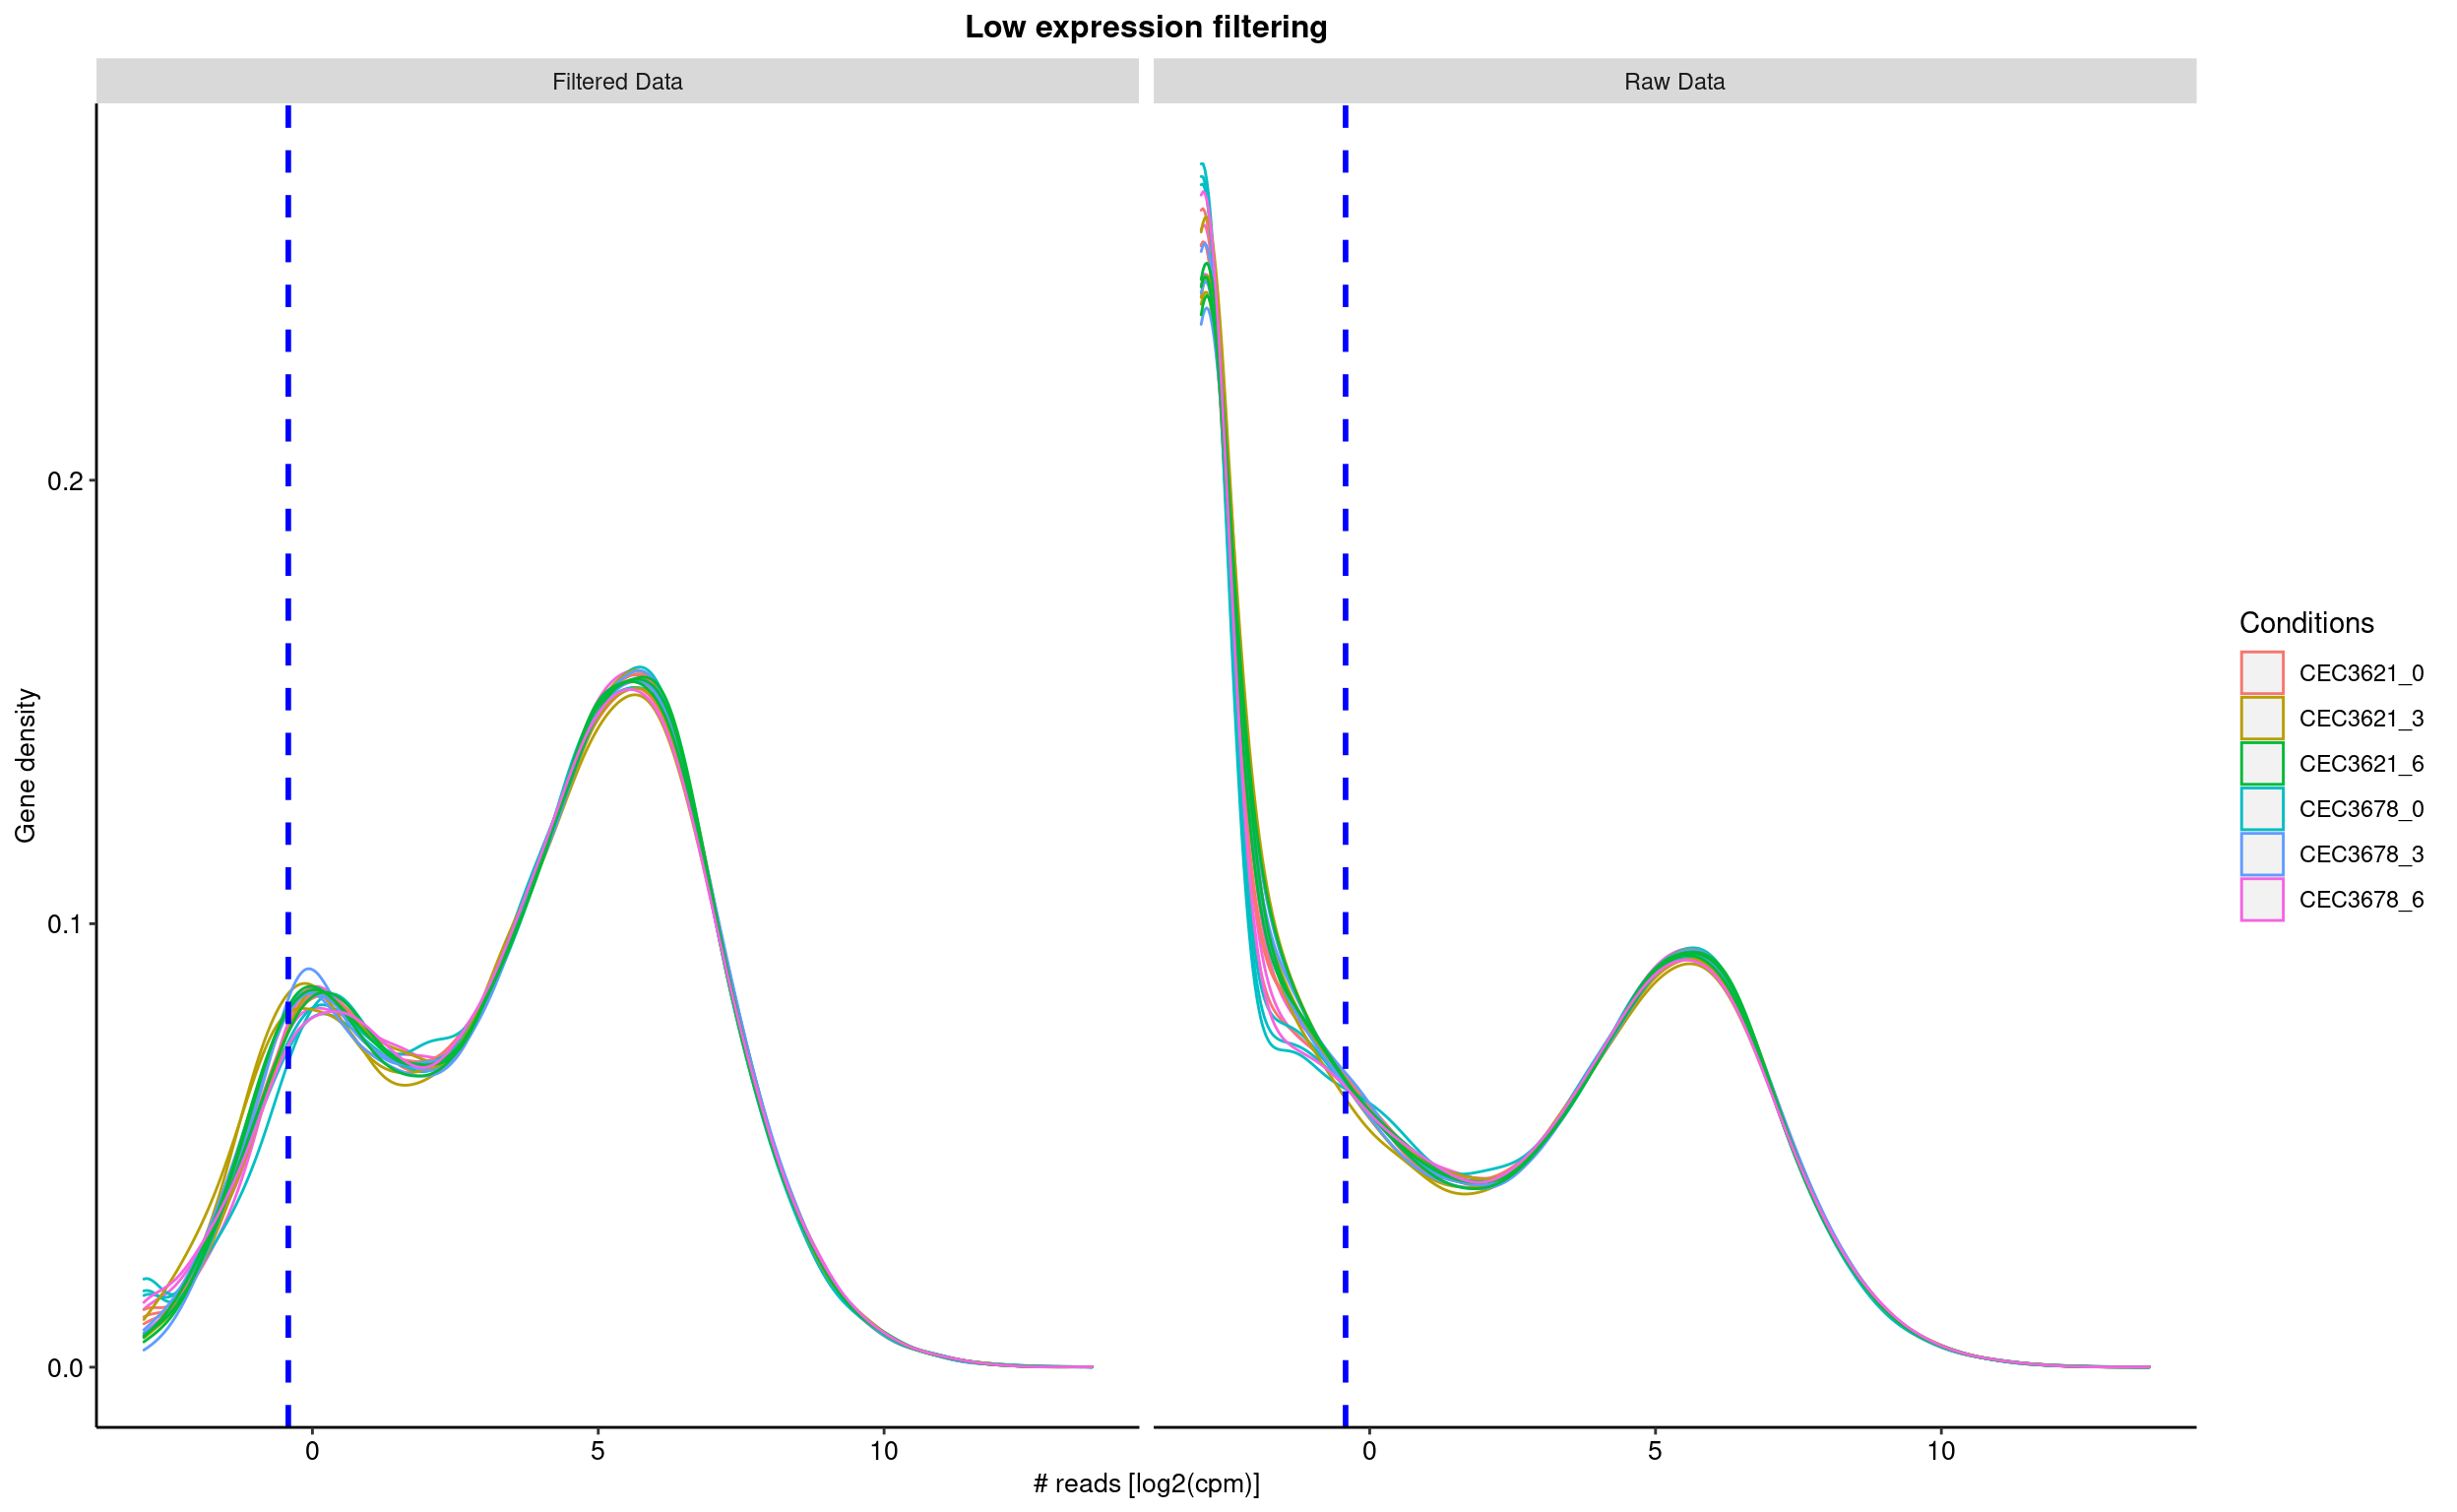 Low expression filtering
Filtered Data
Raw Data
Gene density
0.2
0.1
0.0
0
5
10
0
5
10
# reads [log2(cpm)]
Conditions
CEC3621_0
CEC3621_3
CEC3621_6
CEC3678_0
CEC3678_3
CEC3678_6